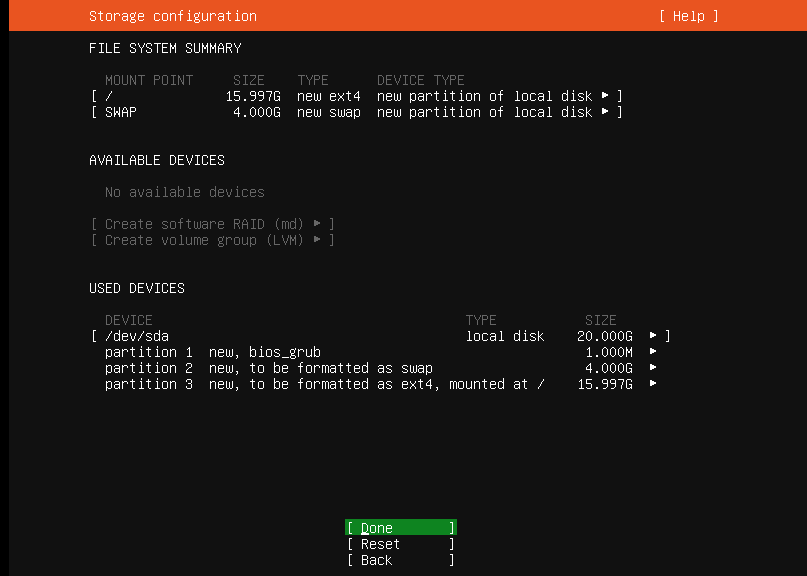 Storage configuration [ Help ]
FILE SYSTEM SUMMARY
MOUNT POINT SIZE TYPE DEVICE TYPE
[ / 15.997G new ext4 new partition of local disk ▸ ]
[ SWAP 4.000G new swap new partition of local disk ▸ ]
AVAILABLE DEVICES
No available devices
[ Create software RAID (md) ▸ ]
[ Create volume group (LVM) ▸ ]
USED DEVICES
DEVICE TYPE SIZE
[ /dev/sda local disk 20.000G ▸ ]
partition 1 new, bios_grub 1.000M ▸
partition 2 new, to be formatted as swap 4.000G ▸
partition 3 new, to be formatted as ext4, mounted at / 15.997G ▸
[ Done ]
[ Reset ]
[ Back ]